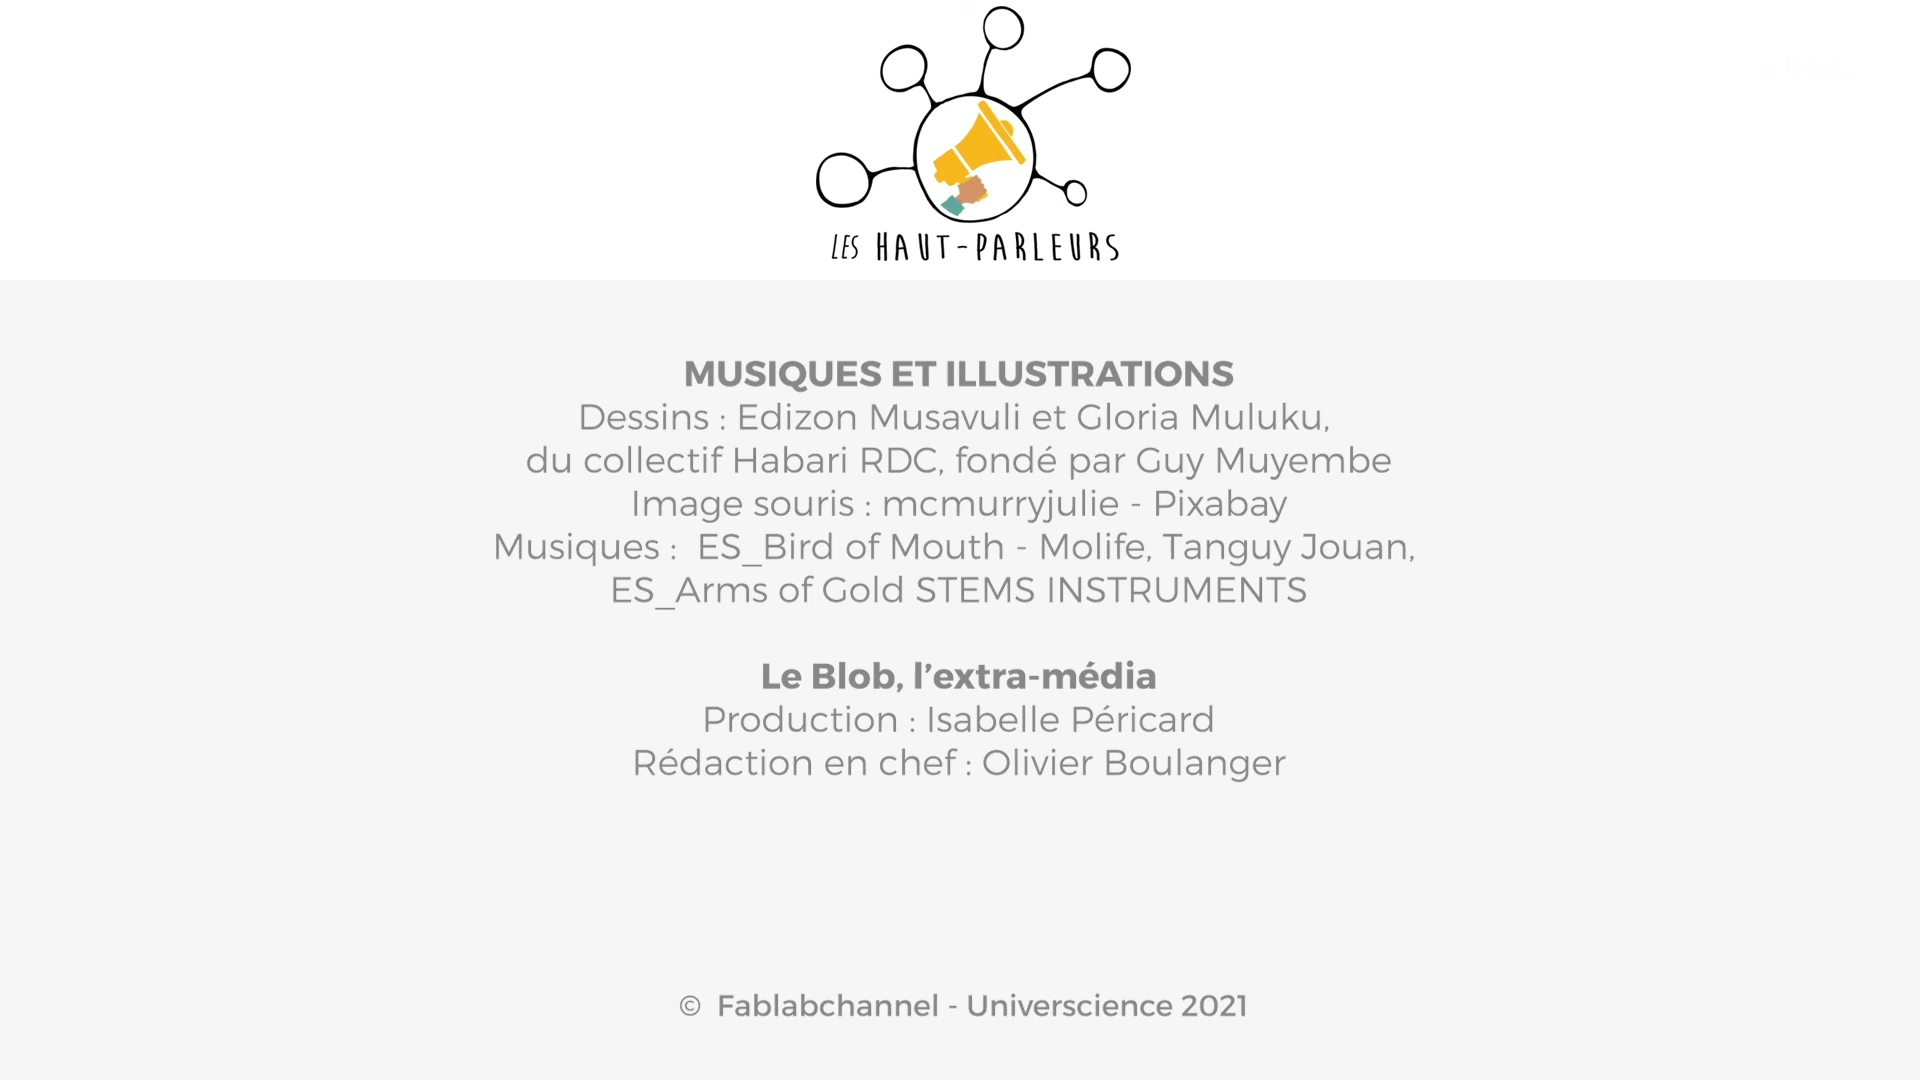 LES HAUT-PARLEURS
MUSIQUES ET ILLUSTRATIONS
Dessins : Edizon Musavuli et Gloria Muluku,
du collectif Habari RDC, fondé par Guy Muyembe
Image souris : mcmurryjulie - Pixabay
Musiques :  ES_Bird of Mouth - Molife, Tanguy Jouan,
ES_Arms of Gold STEMS INSTRUMENTS
Le Blob, l’extra-média
Production : Isabelle Péricard
Rédaction en chef : Olivier Boulanger
©  Fablabchannel - Universcience 2021